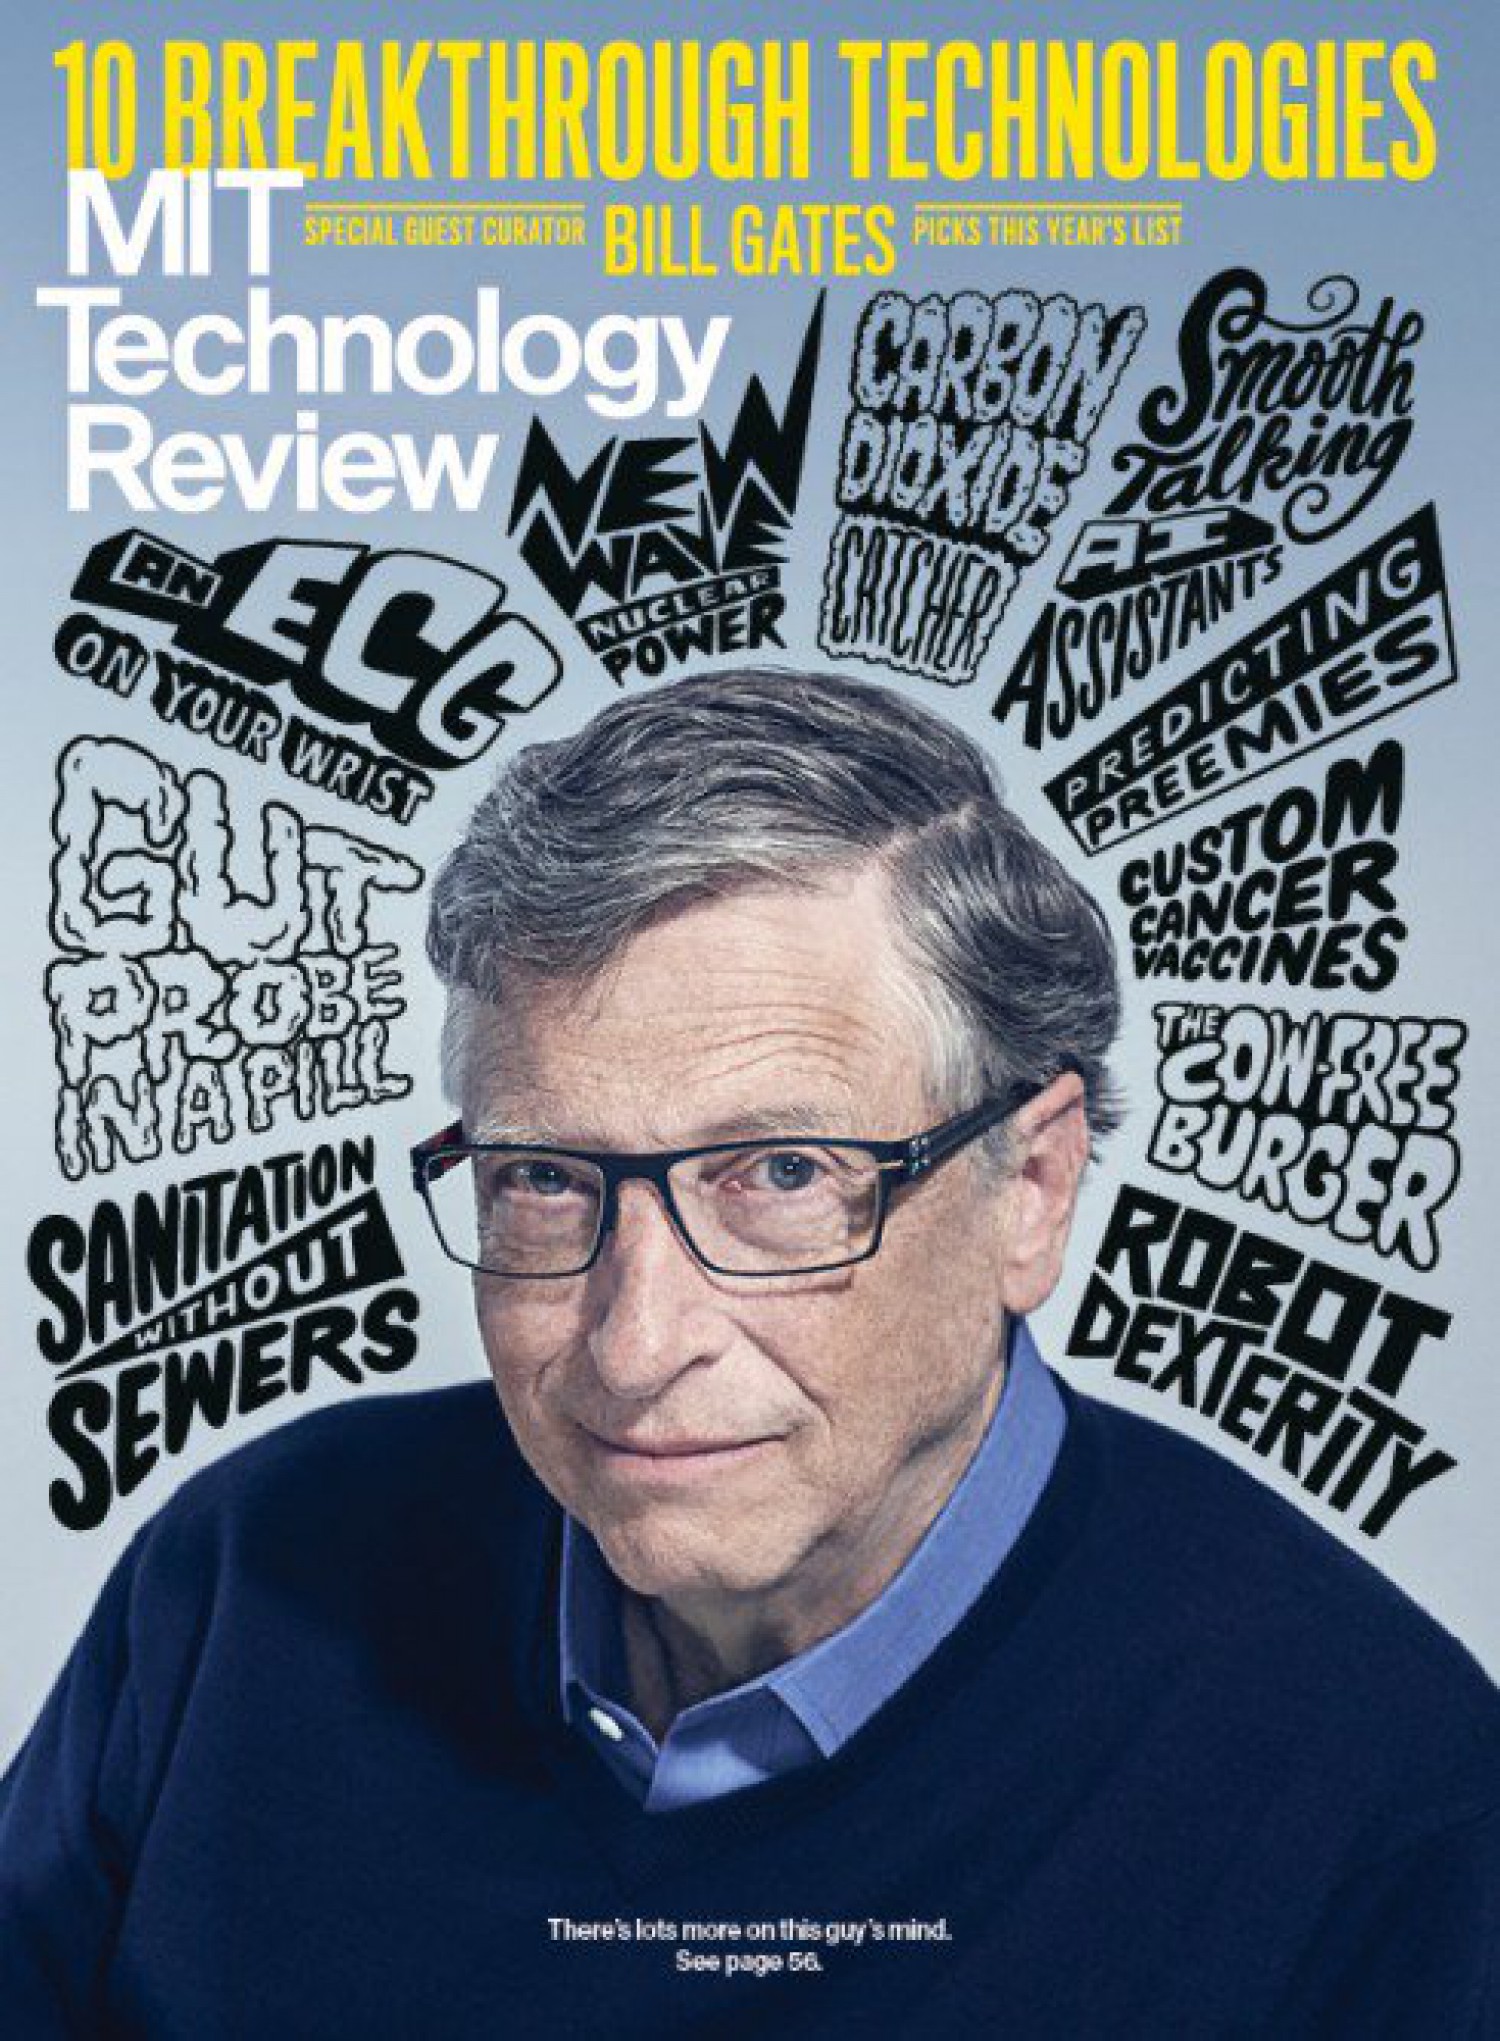 10 BREAKTHROUGH TECHNOLOGIES
MIT
Technology
Review
SPECIAL GUEST CURATOR
BILL GATES
PICKS THIS YEAR'S LIST
SANITATION
WITHOUT
SEWERS
GUT
PROBE
IN A PILL
AN ECG
ON YOUR WRIST
NEW
WAVE
NUCLEAR
POWER
CARBON
DIOXIDE
CATCHER
Smooth
Talking
AI
ASSISTANTS
PREDICTING
PREEMIES
CUSTOM
CANCER
VACCINES
THE
COW-FREE
BURGER
ROBOT
DEXTERITY
There's lots more on this guy's mind.
See page 56.